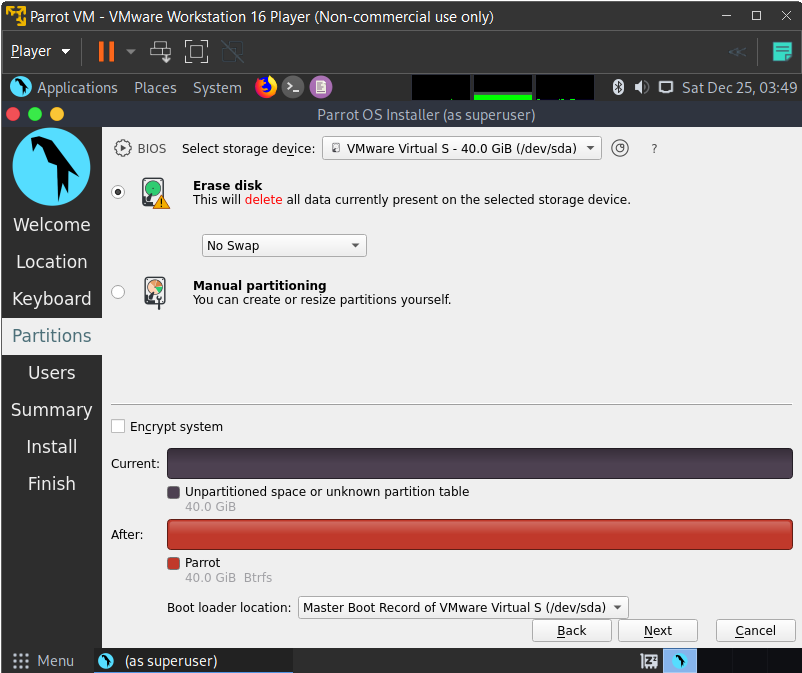 Parrot VM - VMware Workstation 16 Player (Non-commercial use only)
Player
Applications Places System Sat Dec 25, 03:49
Parrot OS Installer (as superuser)
BIOS Select storage device: VMware Virtual S - 40.0 GiB (/dev/sda) ?
Erase disk
This will delete all data currently present on the selected storage device.
No Swap
Manual partitioning
You can create or resize partitions yourself.
Welcome
Location
Keyboard
Partitions
Users
Summary
Install
Finish
Encrypt system
Current:
Unpartitioned space or unknown partition table
40.0 GiB
After:
Parrot
40.0 GiB Btrfs
Boot loader location: Master Boot Record of VMware Virtual S (/dev/sda)
Back Next Cancel
Menu (as superuser)